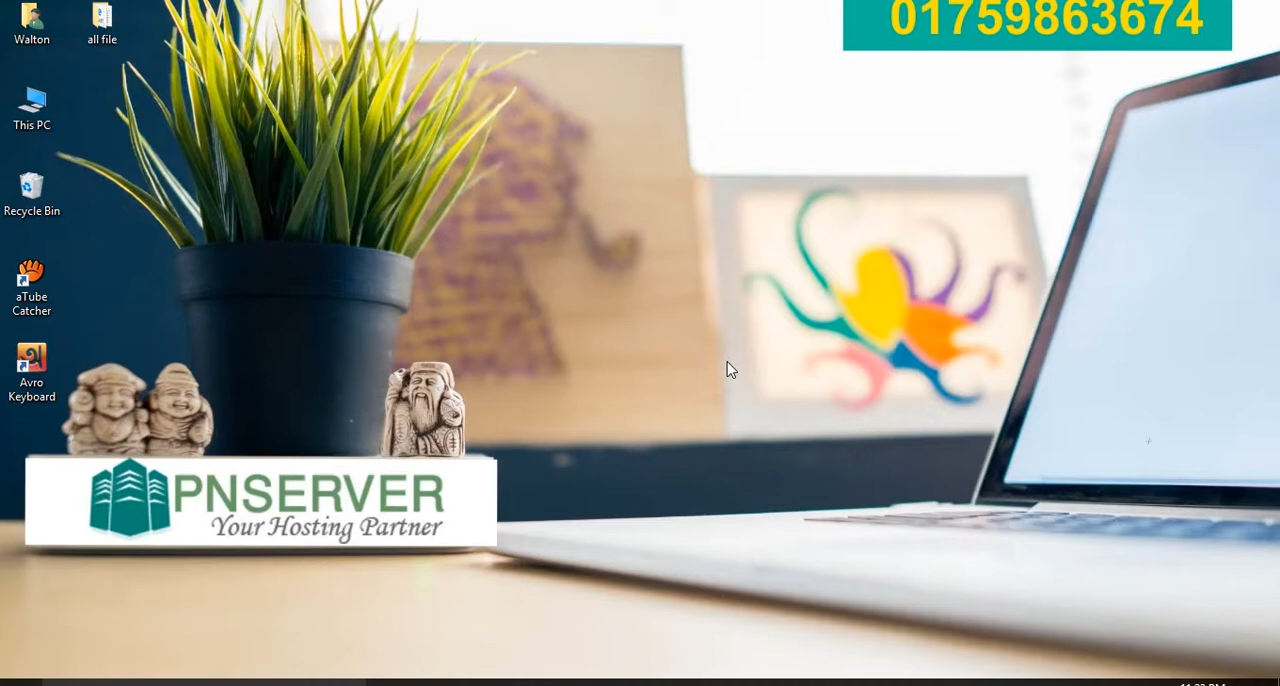 01759863674
Walton
all file
This PC
Recycle Bin
aTube
Catcher
Avro
Keyboard
PNSERVER
Your Hosting Partner